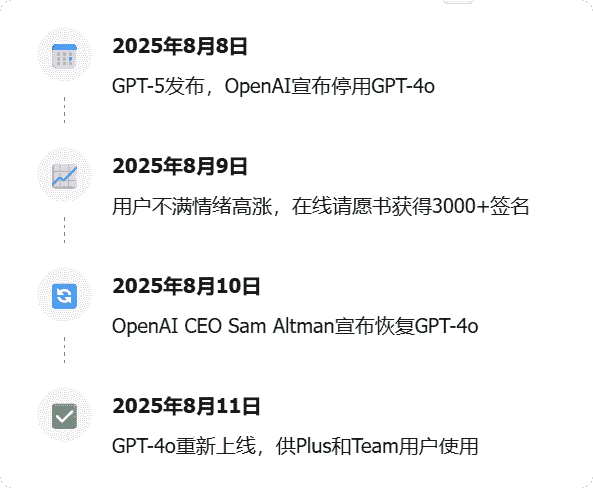 2025年8月8日
GPT-5发布，OpenAI宣布停用GPT-4o
2025年8月9日
用户不满情绪高涨，在线请愿书获得3000+签名
2025年8月10日
OpenAI CEO Sam Altman宣布恢复GPT-4o
2025年8月11日
GPT-4o重新上线，供Plus和Team用户使用